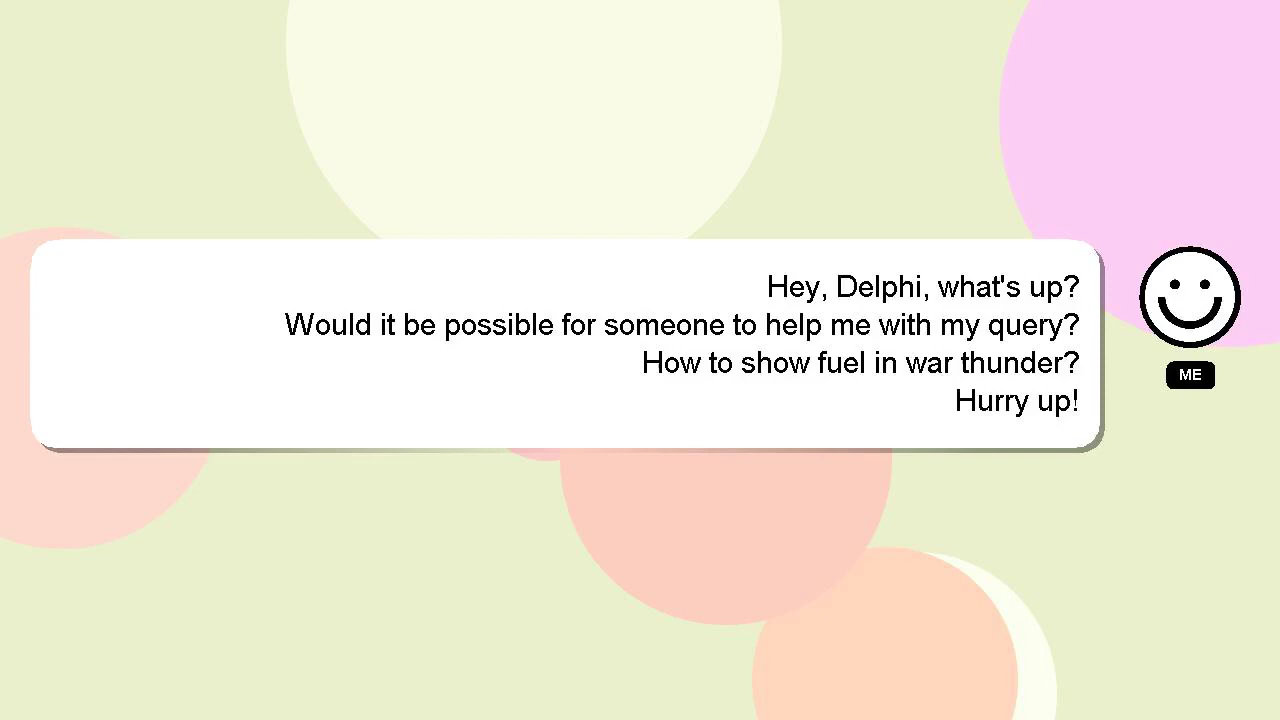 Hey, Delphi, what's up?
Would it be possible for someone to help me with my query?
How to show fuel in war thunder?
Hurry up!
ME